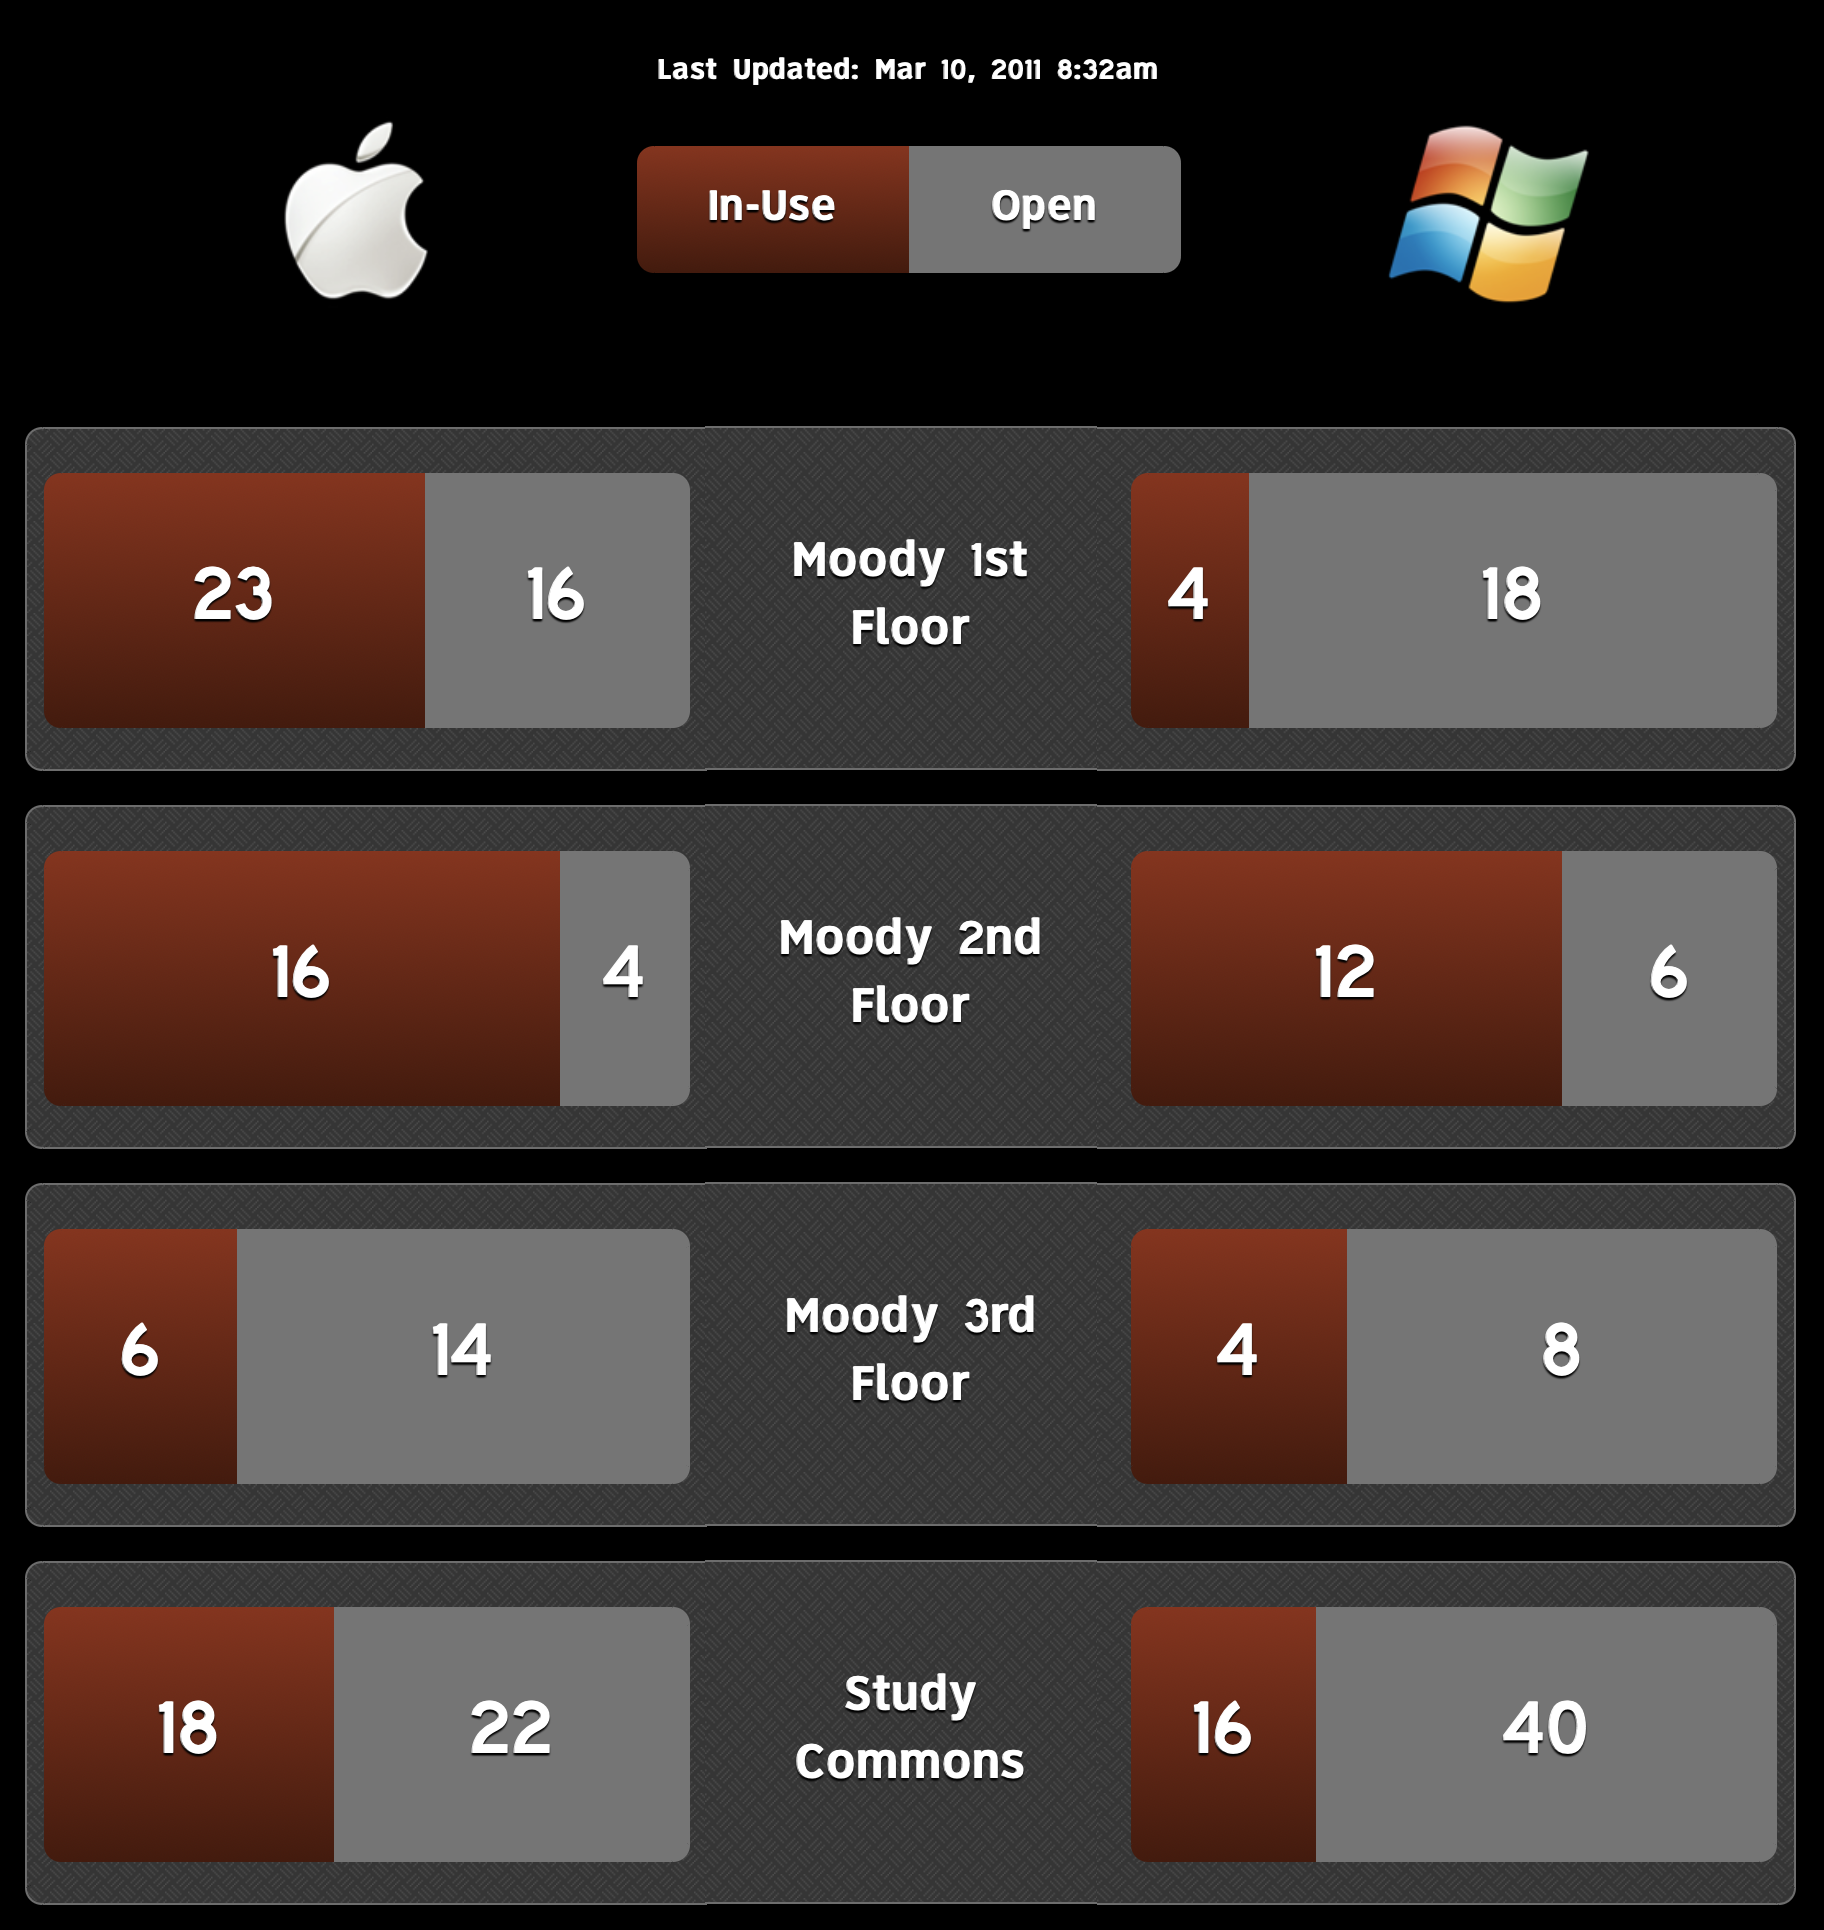 Last Updated: Mar 10, 2011 8:32am
In-Use Open
23 16 Moody 1st Floor 4 18
16 4 Moody 2nd Floor 12 6
6 14 Moody 3rd Floor 4 8
18 22 Study Commons 16 40